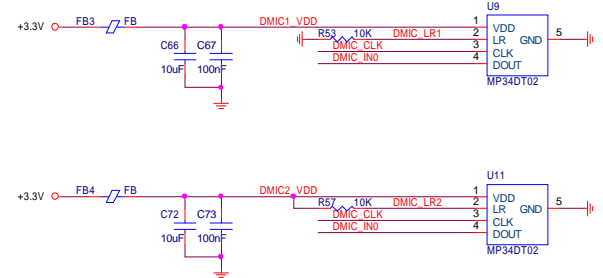 U9
+3.3V FB3 FB DMIC1_VDD 1 VDD
R53 10K DMIC_LR1 2 LR GND 5
C66 C67 DMIC_CLK 3 CLK
10uF 100nF DMIC_IN0 4 DOUT
MP34DT02
U11
+3.3V FB4 FB DMIC2_VDD 1 VDD
R57 10K DMIC_LR2 2 LR GND 5
C72 C73 DMIC_CLK 3 CLK
10uF 100nF DMIC_IN0 4 DOUT
MP34DT02